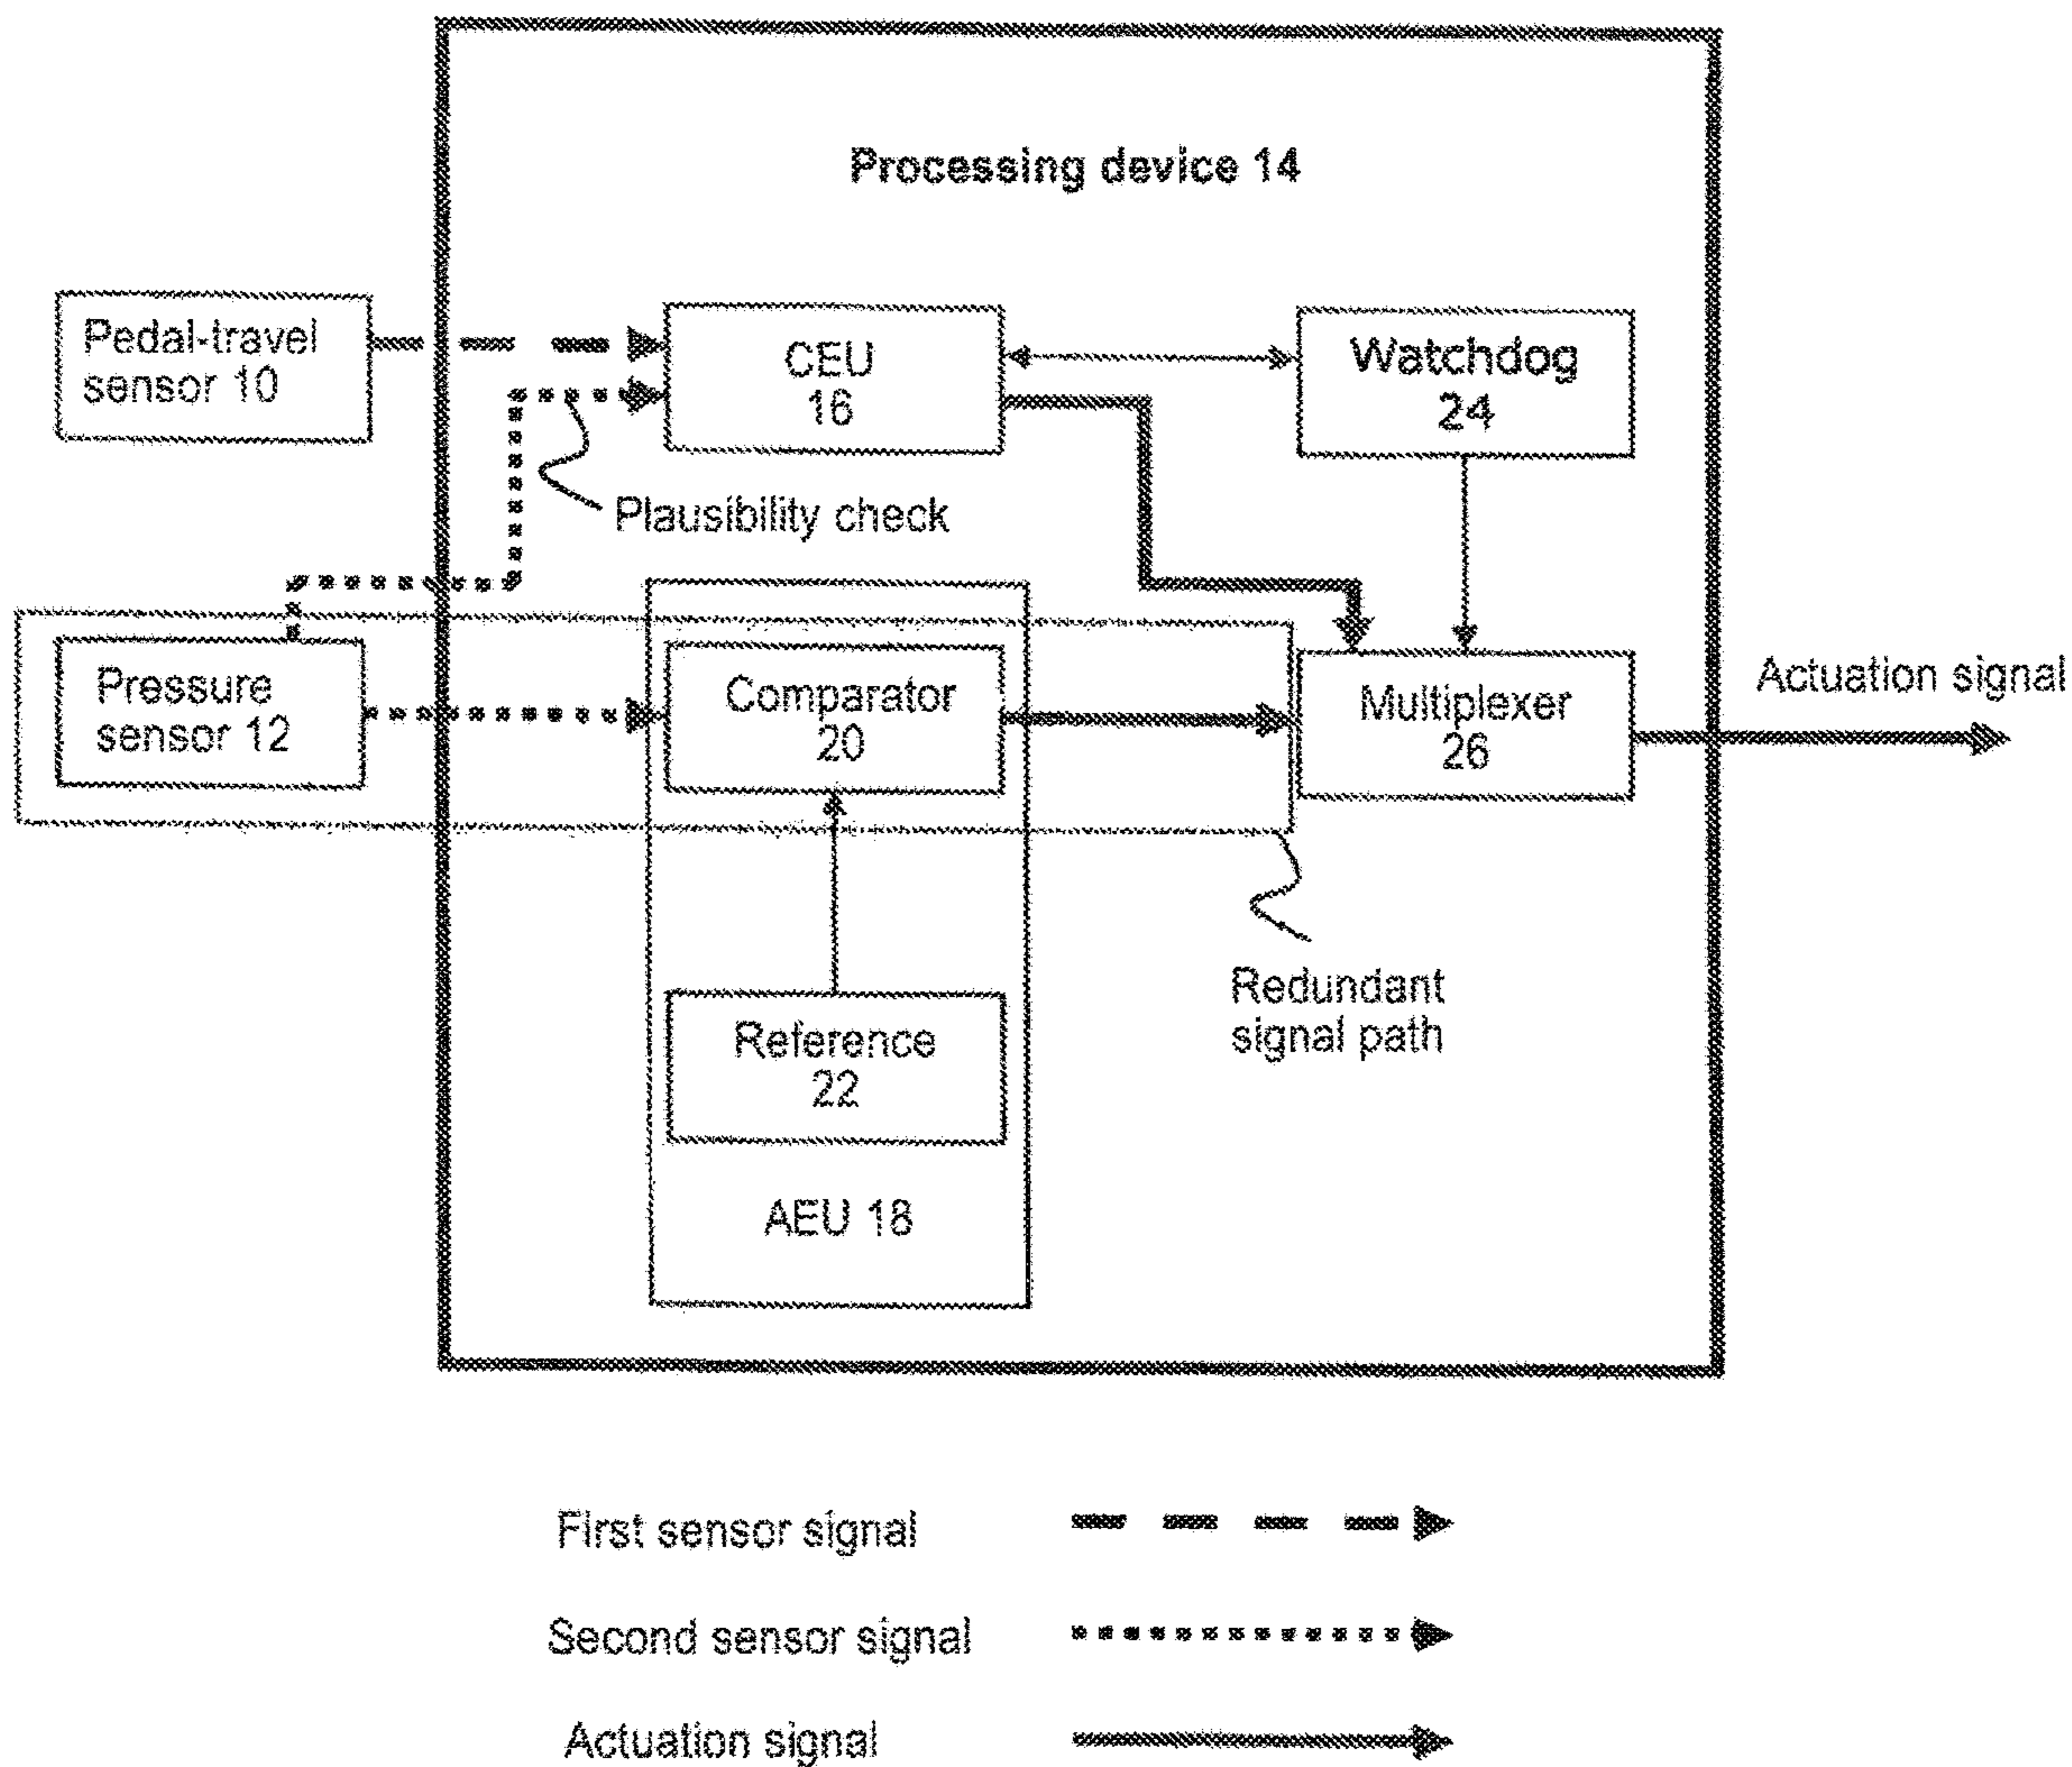 Processing device 14
Pedal-travel
sensor 10
CEU
16
Watchdog
24
Plausibility check
Pressure
sensor 12
Comparator
20
Multiplexer
26
Actuation signal
Redundant
signal path
Reference
22
AEU 18
First sensor signal
Second sensor signal
Actuation signal